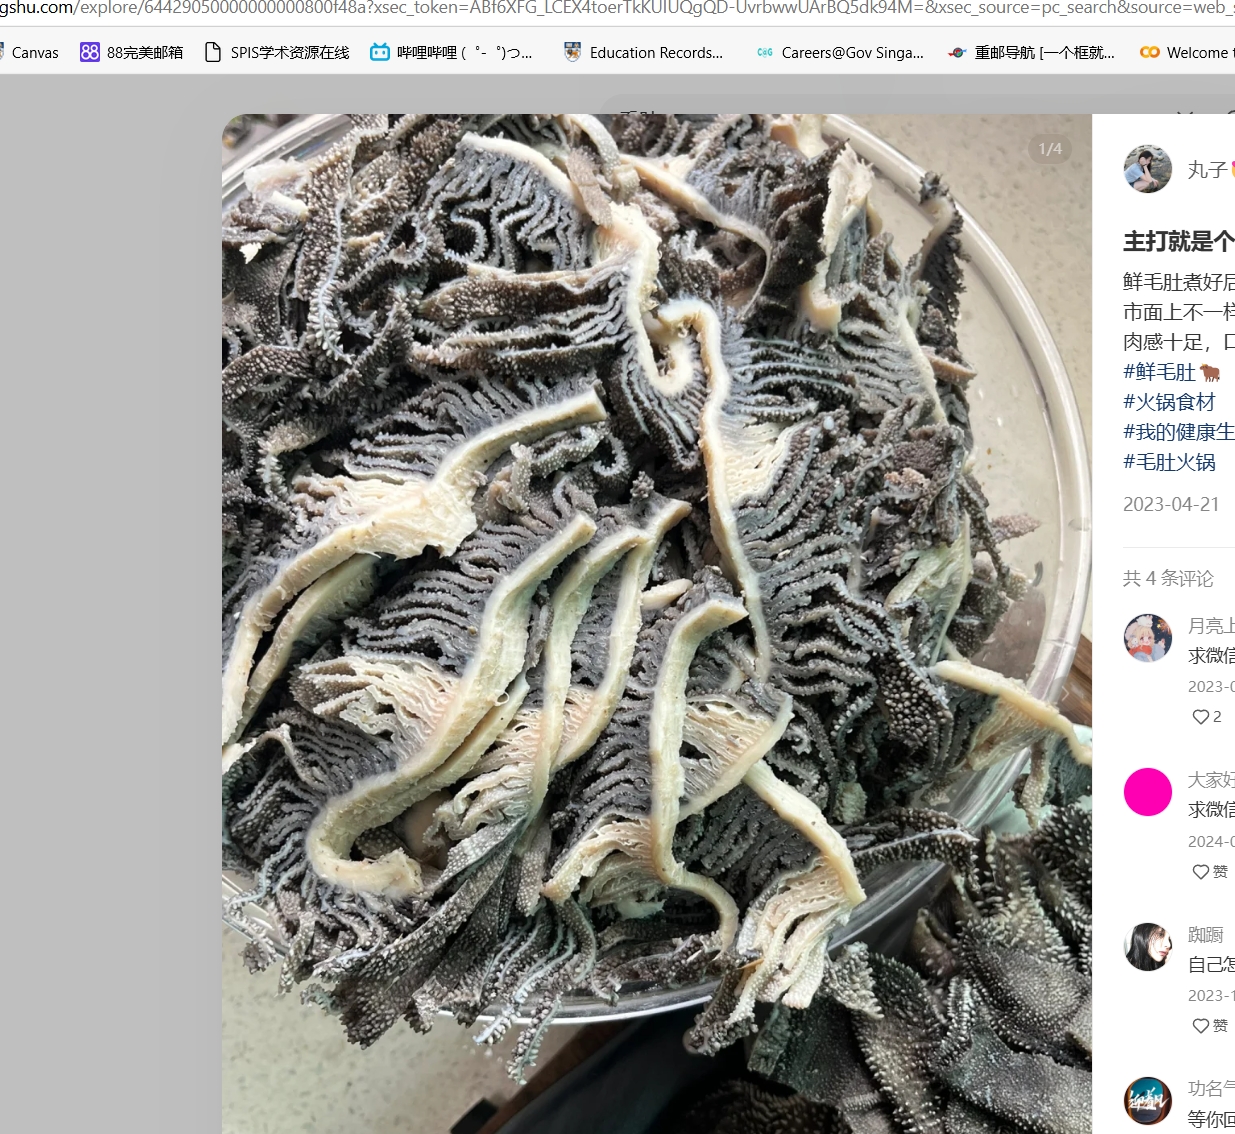 gshu.com/explore/64429050000000000800f48a?xsec_token=ABf6XFG_LCEX4toerTkKUIUQgQD-UvrbwwUArBQ5dk94M=&xsec_source=pc_search&source=web_
Canvas 88完美邮箱 SPIS学术资源在线 哔哩哔哩 ( ゜- ゜)つ... Education Records... Careers@Gov Singa... 重邮导航 [一个框就... Welcome
1/4
丸子
主打就是个
鲜毛肚煮好后
市面上不一样
肉感十足，口
#鲜毛肚🐂
#火锅食材
#我的健康生
#毛肚火锅
2023-04-21
共 4 条评论
月亮上
求微信
2023-0
2
大家好
求微信
2024-0
赞
踟蹰
自己怎
2023-1
赞
功名气
等你回